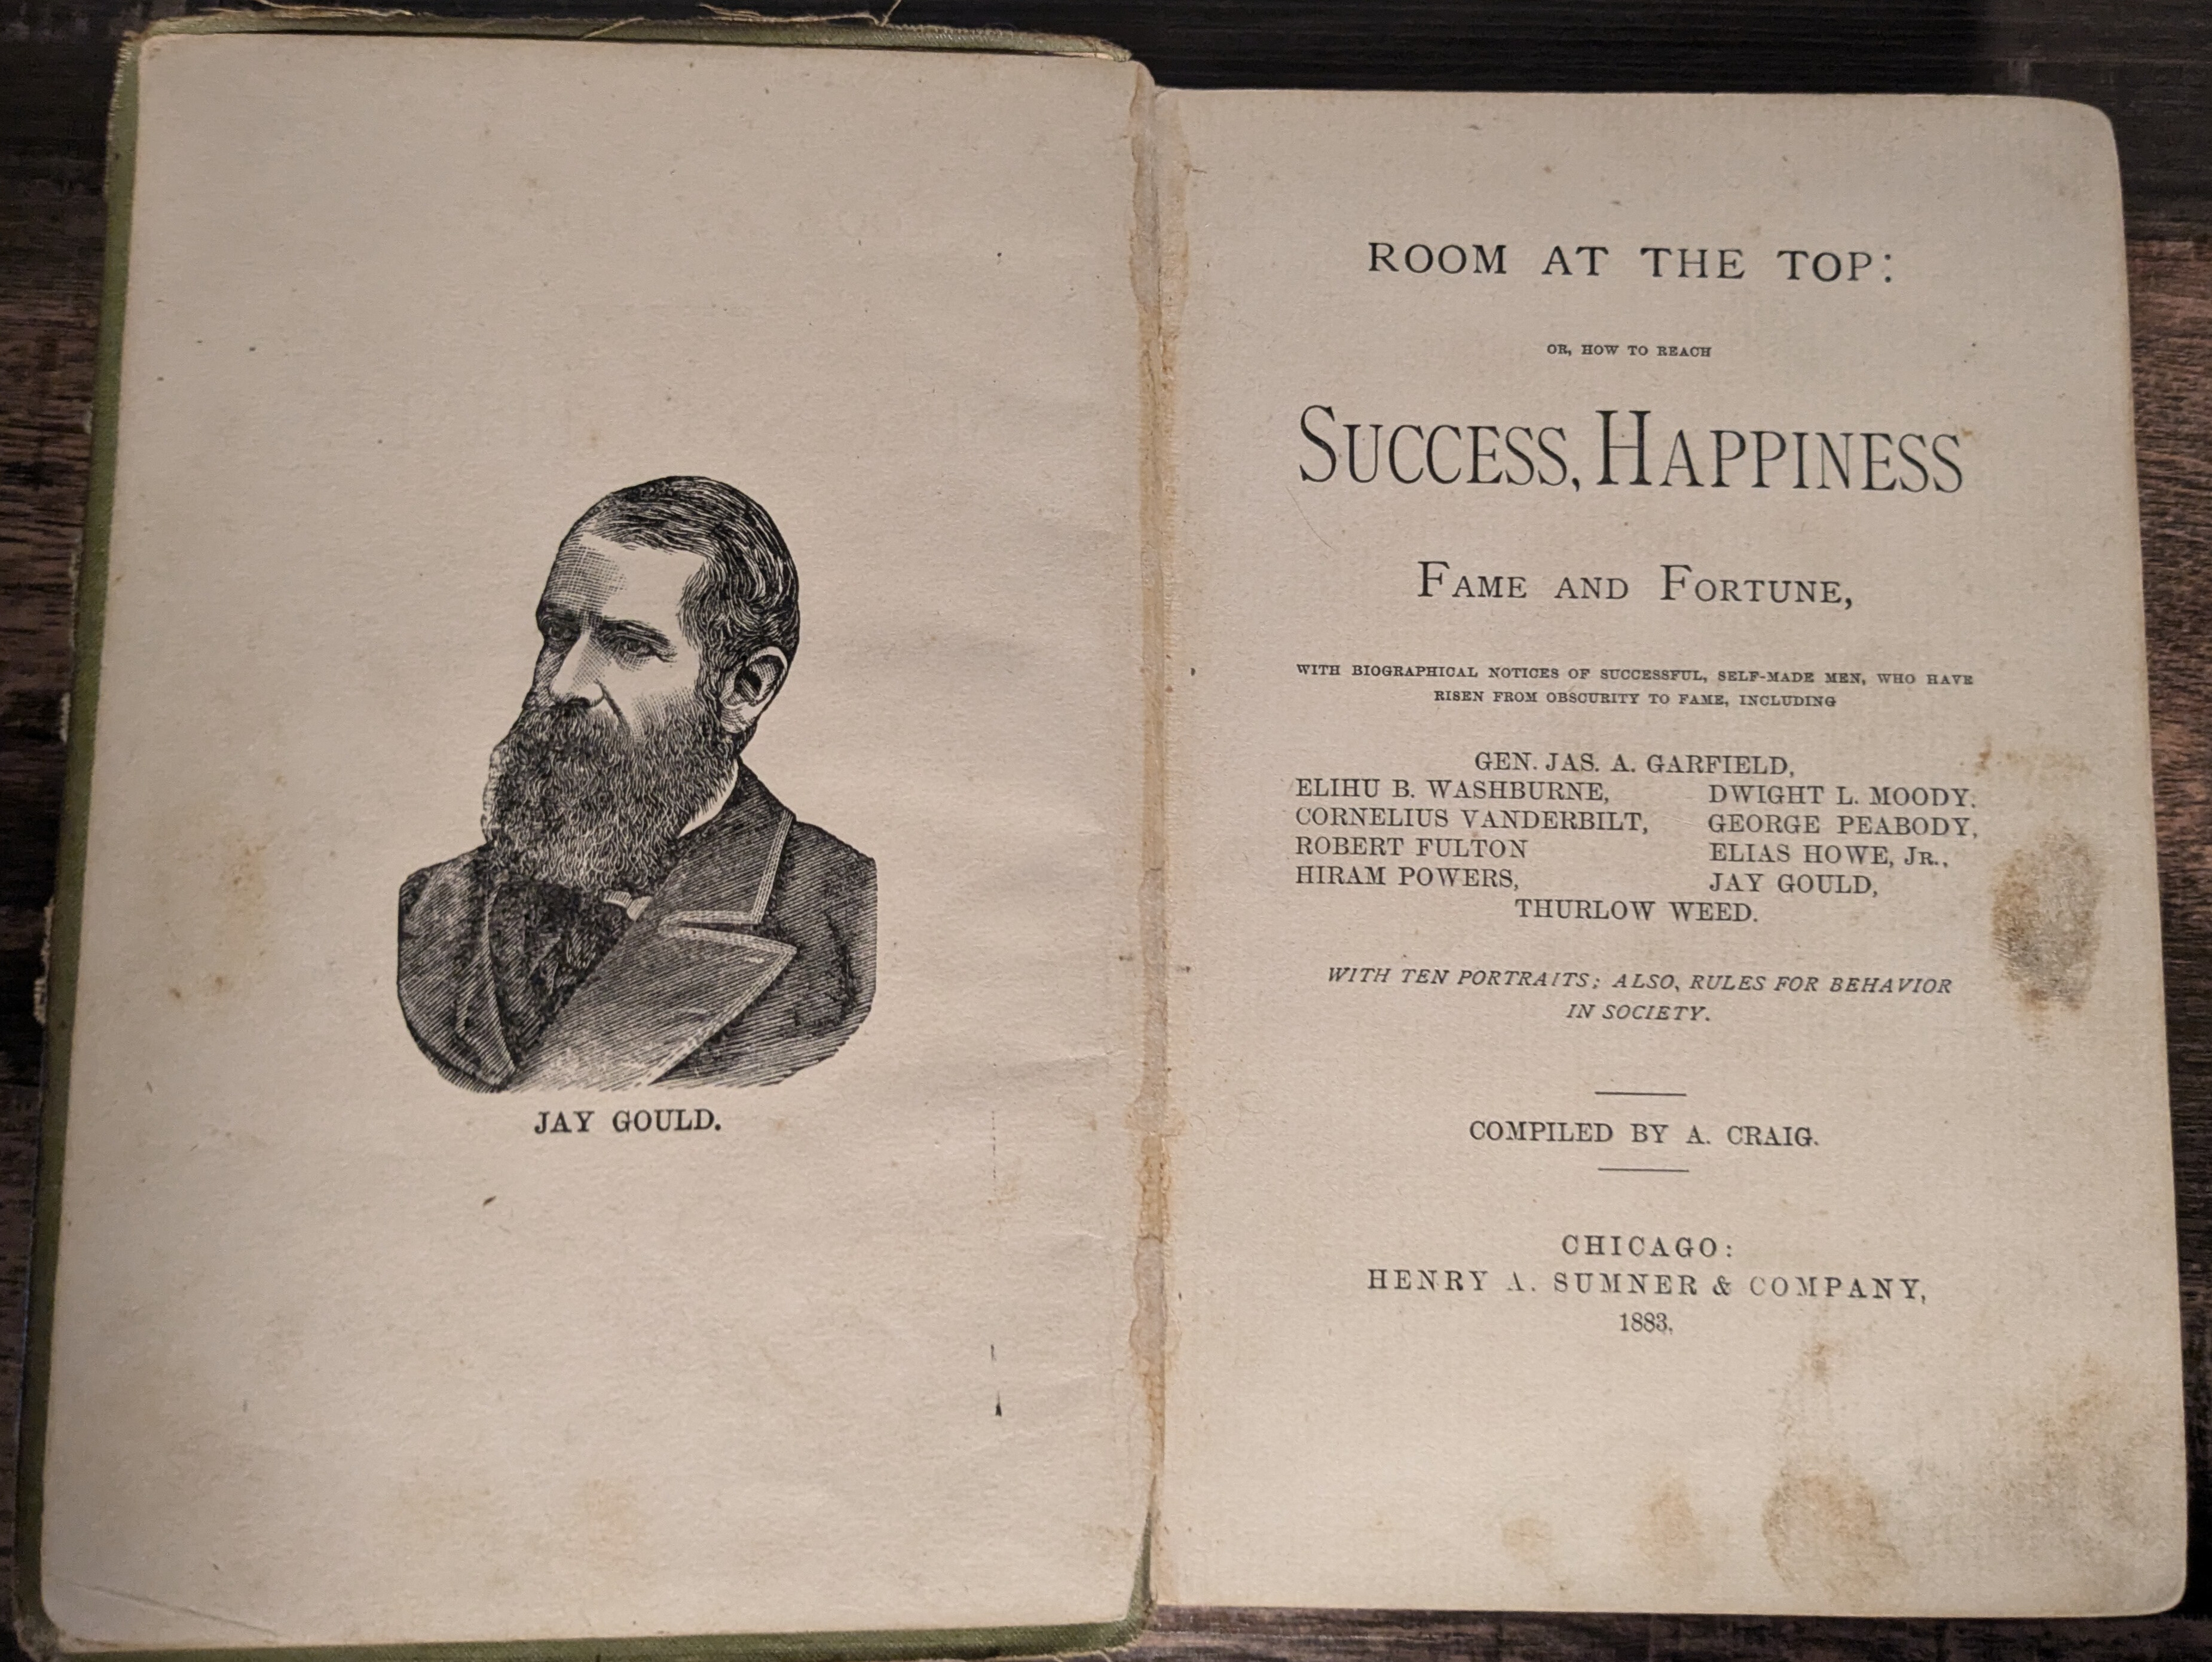 JAY GOULD.
ROOM AT THE TOP:
OR, HOW TO REACH
SUCCESS, HAPPINESS
FAME AND FORTUNE,
WITH BIOGRAPHICAL NOTICES OF SUCCESSFUL, SELF-MADE MEN, WHO HAVE
RISEN FROM OBSCURITY TO FAME, INCLUDING
GEN. JAS. A. GARFIELD,
ELIHU B. WASHBURNE, DWIGHT L. MOODY,
CORNELIUS VANDERBILT, GEORGE PEABODY,
ROBERT FULTON ELIAS HOWE, JR.,
HIRAM POWERS, JAY GOULD,
THURLOW WEED.
WITH TEN PORTRAITS; ALSO, RULES FOR BEHAVIOR
IN SOCIETY.
COMPILED BY A. CRAIG.
CHICAGO:
HENRY A. SUMNER & COMPANY,
1883.